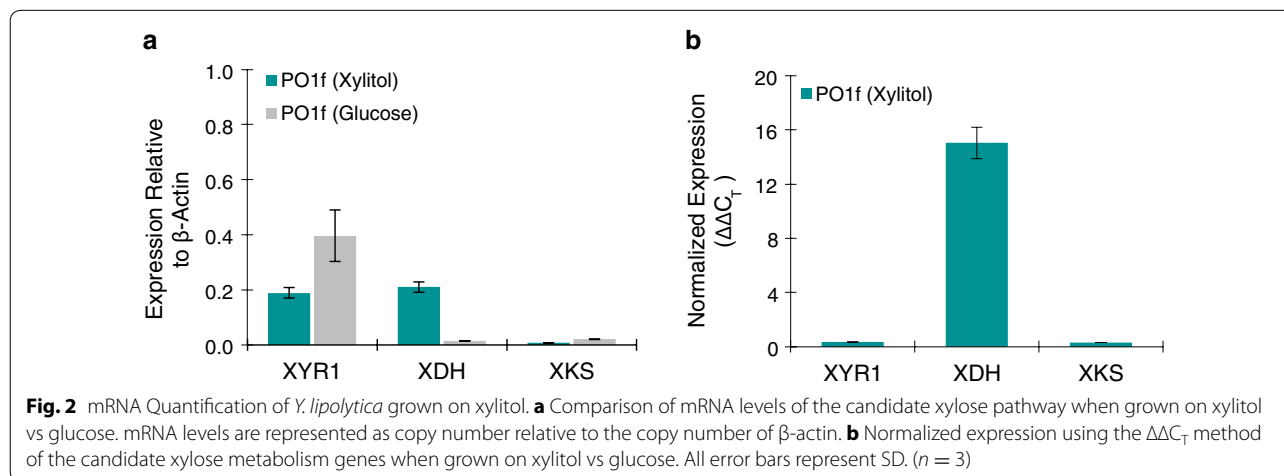 a
Expression Relative
to β-Actin
1.0
0.8
0.6
0.4
0.2
0.0
PO1f (Xylitol)
PO1f (Glucose)
XYR1 XDH XKS
b
Normalized Expression
(ΔΔCT)
20
16
12
8
4
0
PO1f (Xylitol)
XYR1 XDH XKS
Fig. 2 mRNA Quantification of Y. lipolytica grown on xylitol. a Comparison of mRNA levels of the candidate xylose pathway when grown on xylitol
vs glucose. mRNA levels are represented as copy number relative to the copy number of β-actin. b Normalized expression using the ΔΔCT method
of the candidate xylose metabolism genes when grown on xylitol vs glucose. All error bars represent SD. (n = 3)